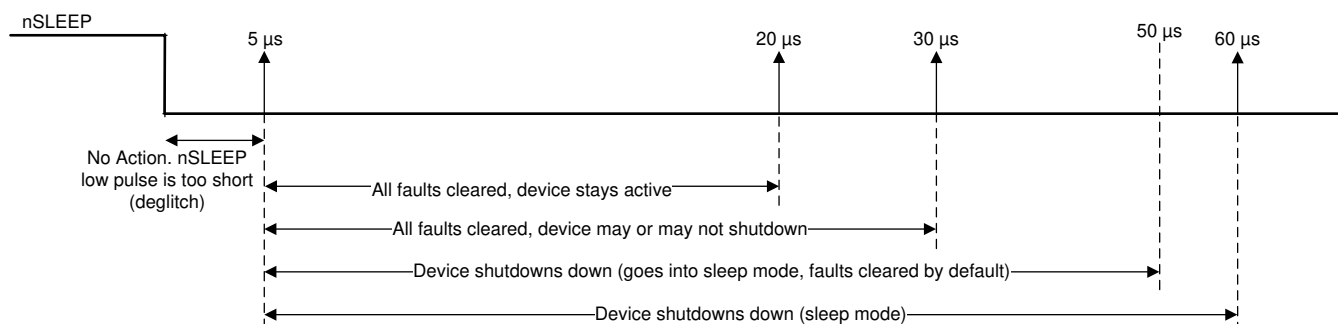 nSLEEP
5 µs
20 µs
30 µs
50 µs
60 µs
No Action. nSLEEP
low pulse is too short
(deglitch)
All faults cleared, device stays active
All faults cleared, device may or may not shutdown
Device shutdowns down (goes into sleep mode, faults cleared by default)
Device shutdowns down (sleep mode)